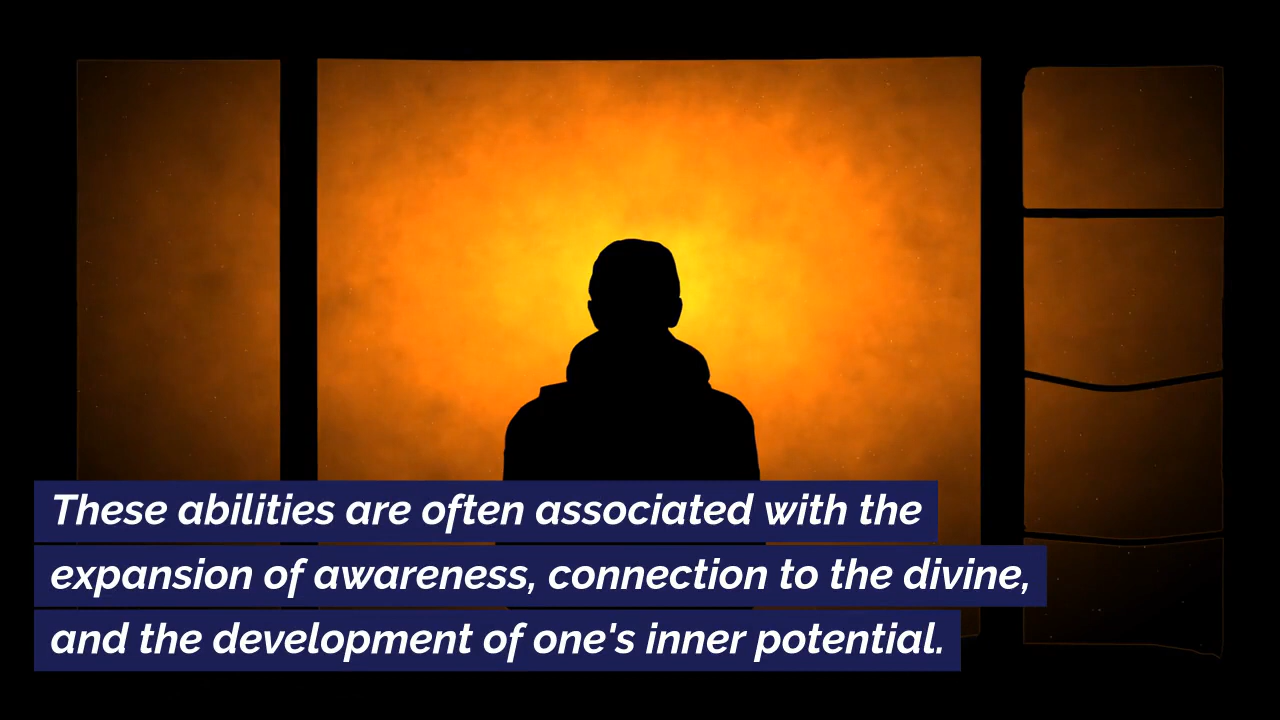 These abilities are often associated with the
expansion of awareness, connection to the divine,
and the development of one's inner potential.